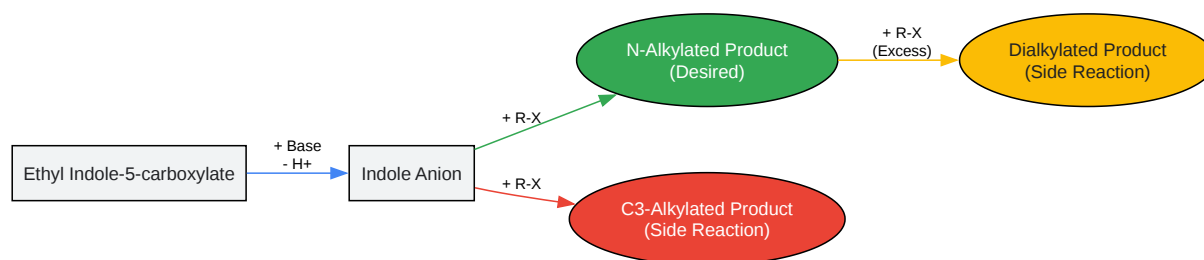 Ethyl Indole-5-carboxylate
+ Base
- H+
Indole Anion
+ R-X
N-Alkylated Product
(Desired)
+ R-X
(Excess)
Dialkylated Product
(Side Reaction)
+ R-X
C3-Alkylated Product
(Side Reaction)